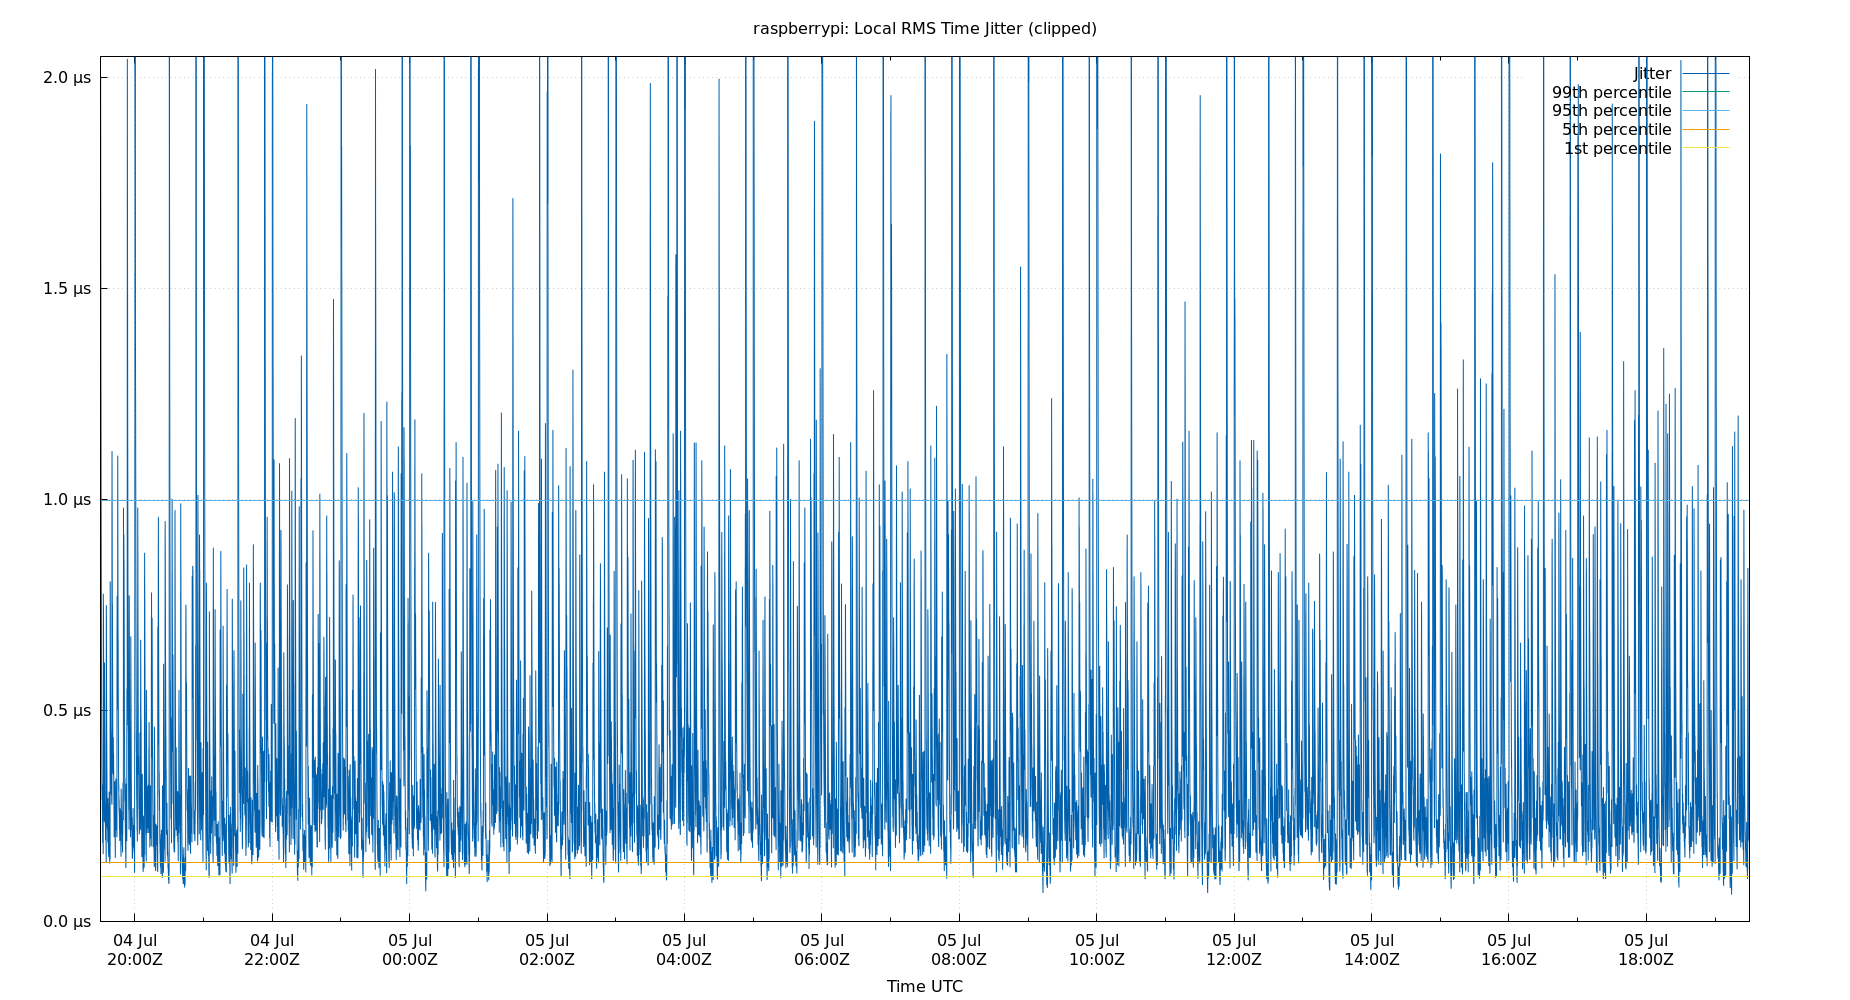 raspberrypi: Local RMS Time Jitter (clipped)
2.0 µs
1.5 µs
1.0 µs
0.5 µs
0.0 µs
Jitter
99th percentile
95th percentile
5th percentile
1st percentile
04 Jul 04 Jul 05 Jul 05 Jul 05 Jul 05 Jul 05 Jul 05 Jul 05 Jul 05 Jul 05 Jul 05 Jul
20:00Z 22:00Z 00:00Z 02:00Z 04:00Z 06:00Z 08:00Z 10:00Z 12:00Z 14:00Z 16:00Z 18:00Z
Time UTC